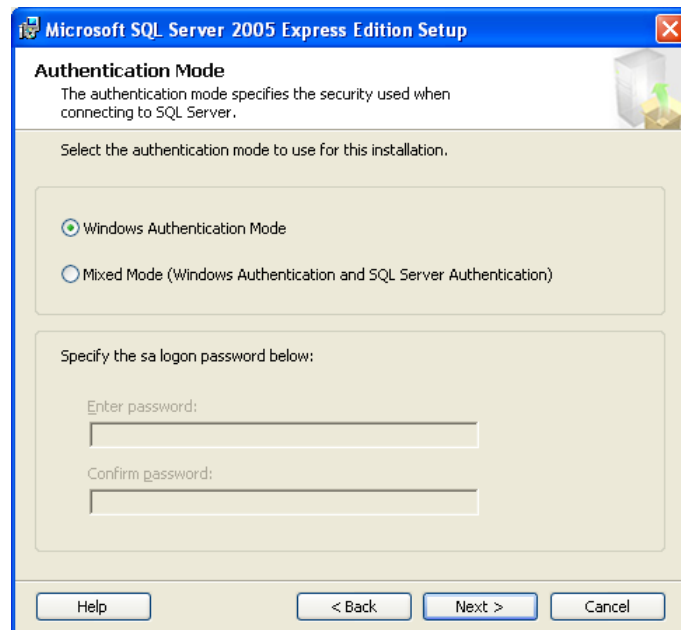 Microsoft SQL Server 2005 Express Edition Setup
Authentication Mode
The authentication mode specifies the security used when
connecting to SQL Server.
Select the authentication mode to use for this installation.
Windows Authentication Mode
Mixed Mode (Windows Authentication and SQL Server Authentication)
Specify the sa logon password below:
Enter password:
Confirm password:
Help
< Back
Next >
Cancel